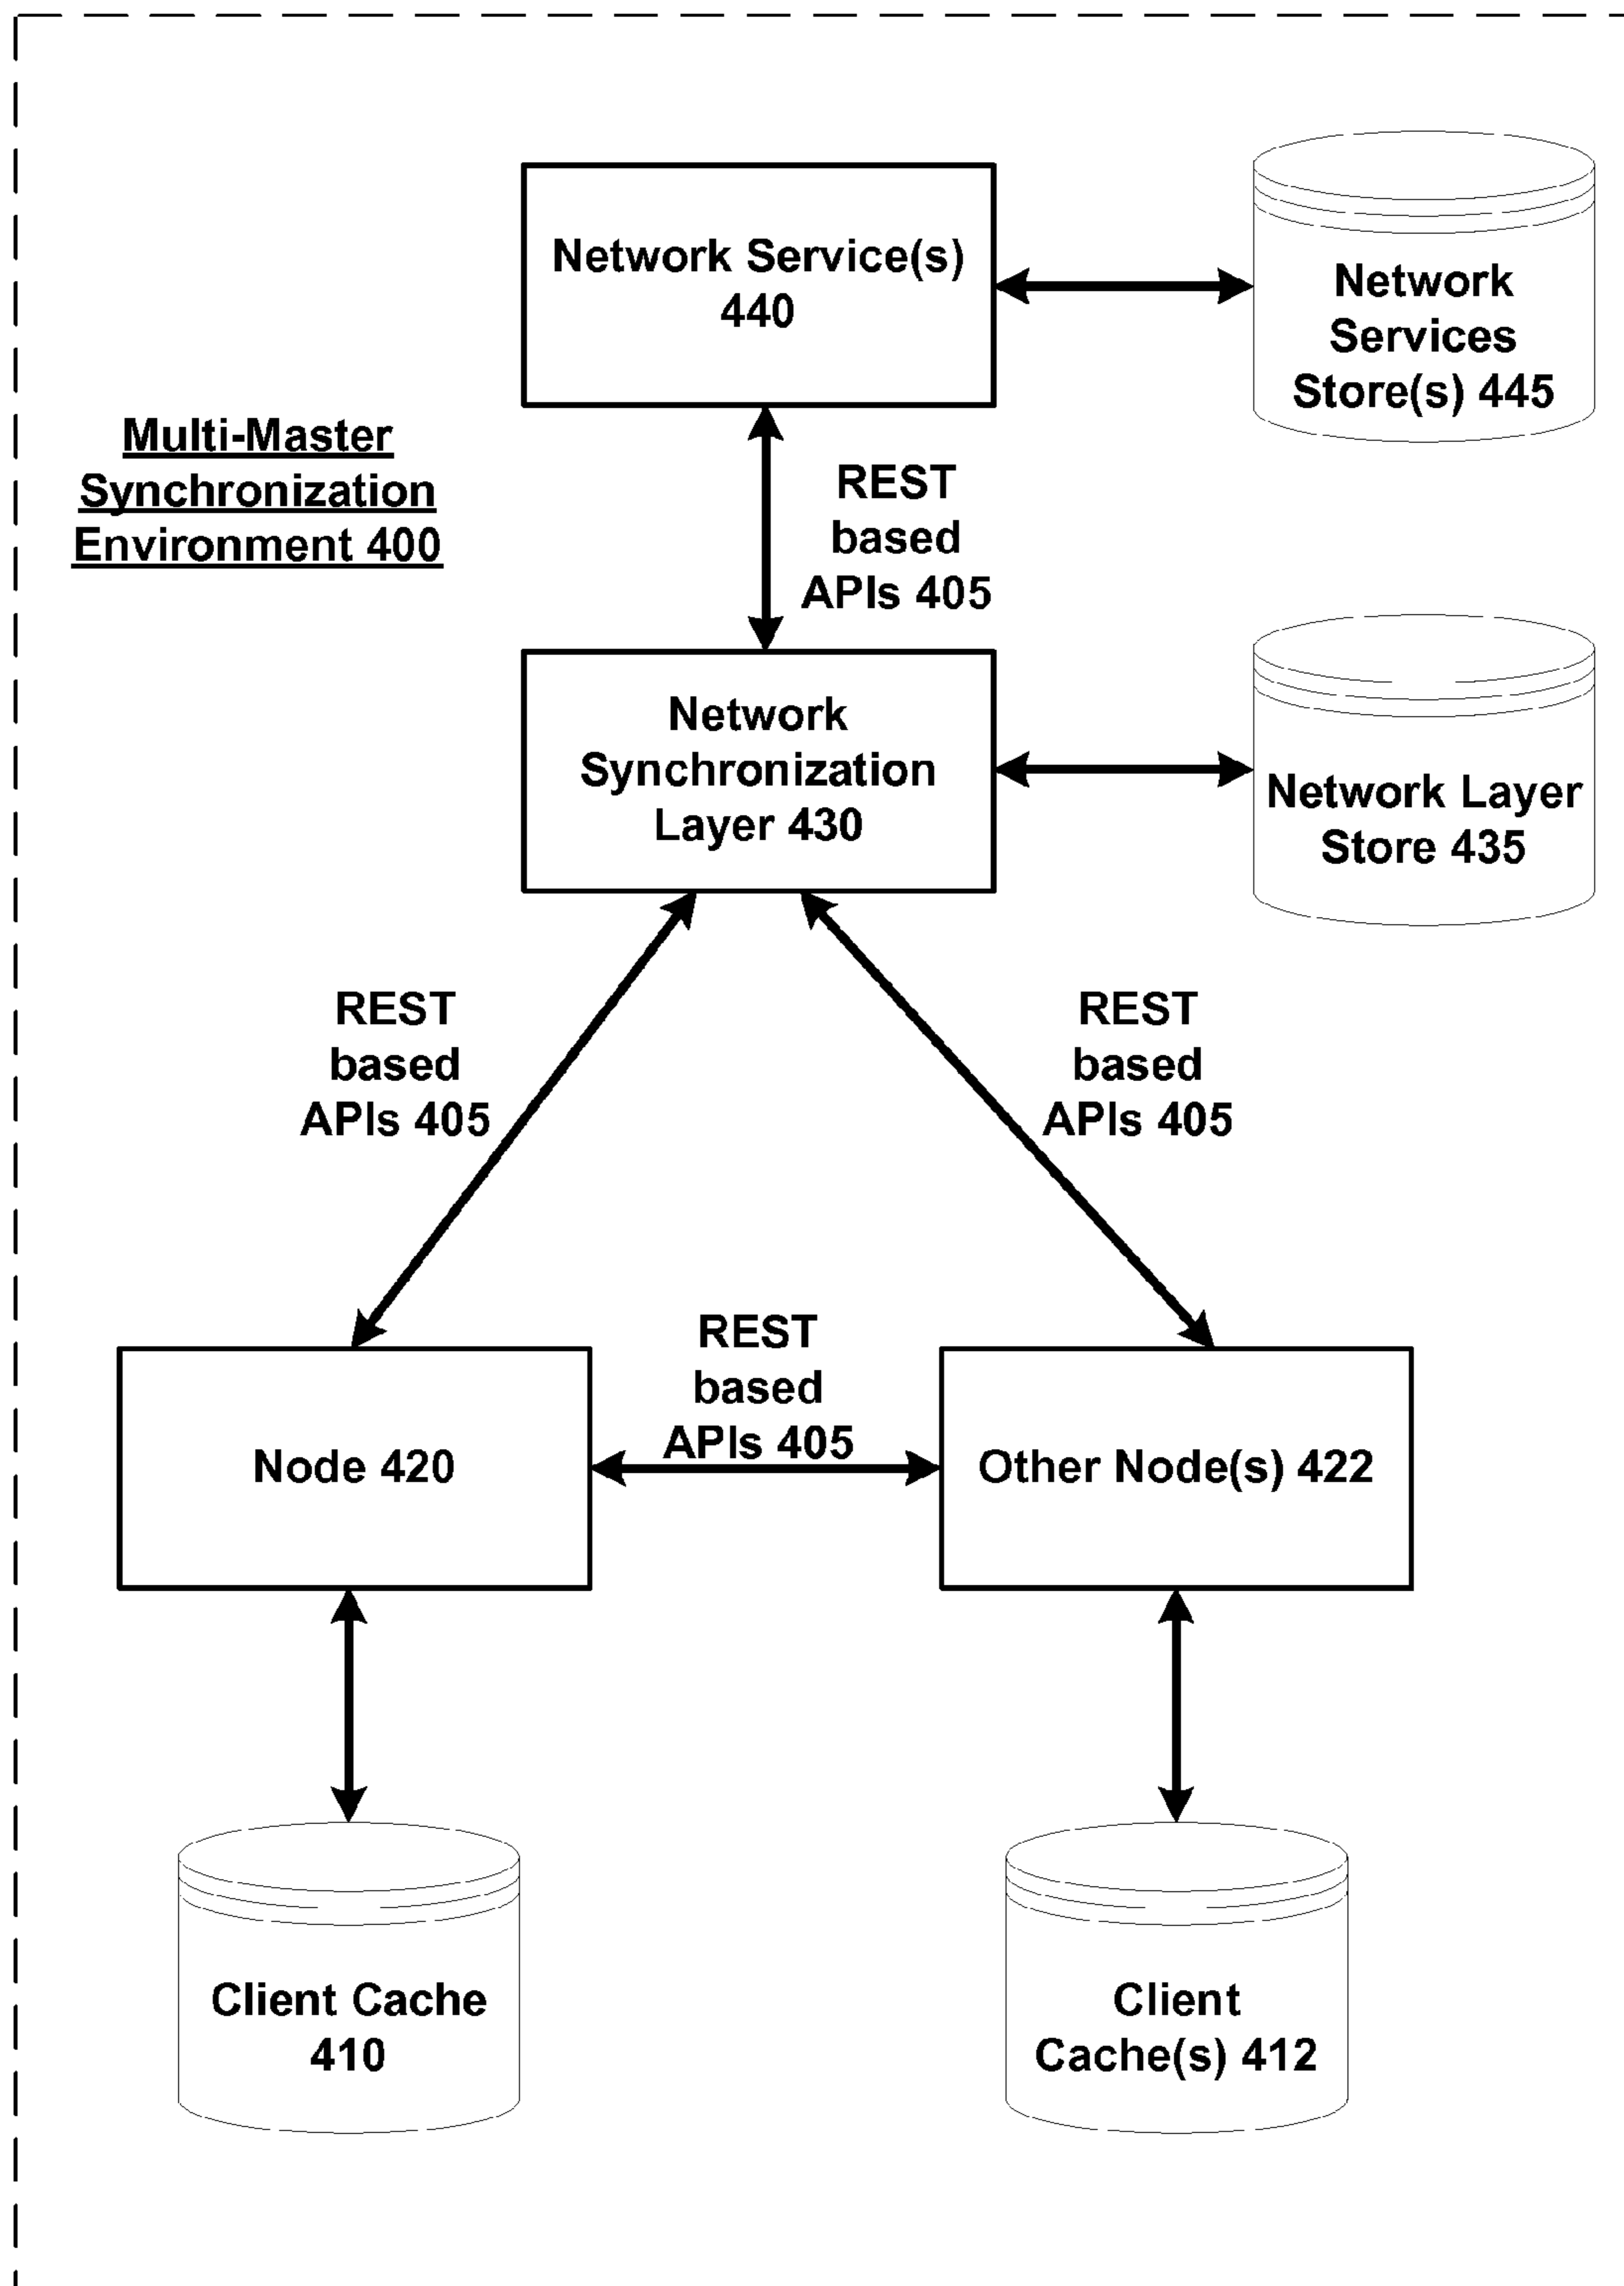 Network Service(s)
440
Network
Services
Store(s) 445
Multi-Master
Synchronization
Environment 400
REST
based
APIs 405
Network
Synchronization
Layer 430
Network Layer
Store 435
REST
based
APIs 405
REST
based
APIs 405
REST
based
APIs 405
Node 420
Other Node(s) 422
Client Cache
410
Client
Cache(s) 412